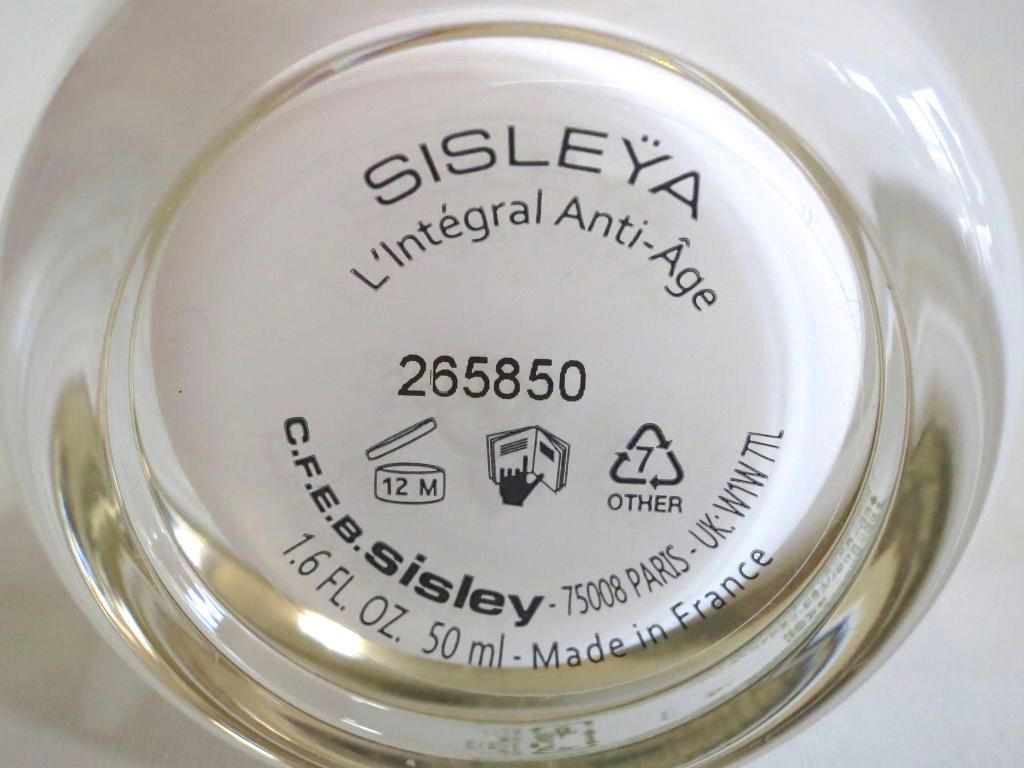 SISLEŸA
L'Intégral Anti-Âge
265850
12 M
7
OTHER
C.F.E.B. sisley - 75008 PARIS - UK: W1W 7TL
1.6 FL. OZ. 50 ml - Made in France